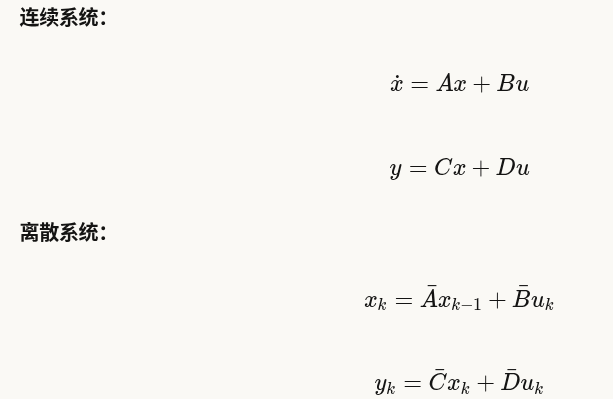 连续系统：
ẋ = Ax + Bu
y = Cx + Du
离散系统：
x_k = Āx_{k−1} + B̄u_k
y_k = C̄x_k + D̄u_k